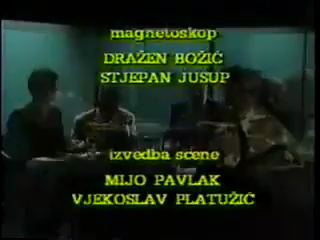 magnetoskop
DRAŽEN BOŽIĆ
STJEPAN JUSUP
izvedba scene
MIJO PAVLAK
VJEKOSLAV PLATUŽIĆ